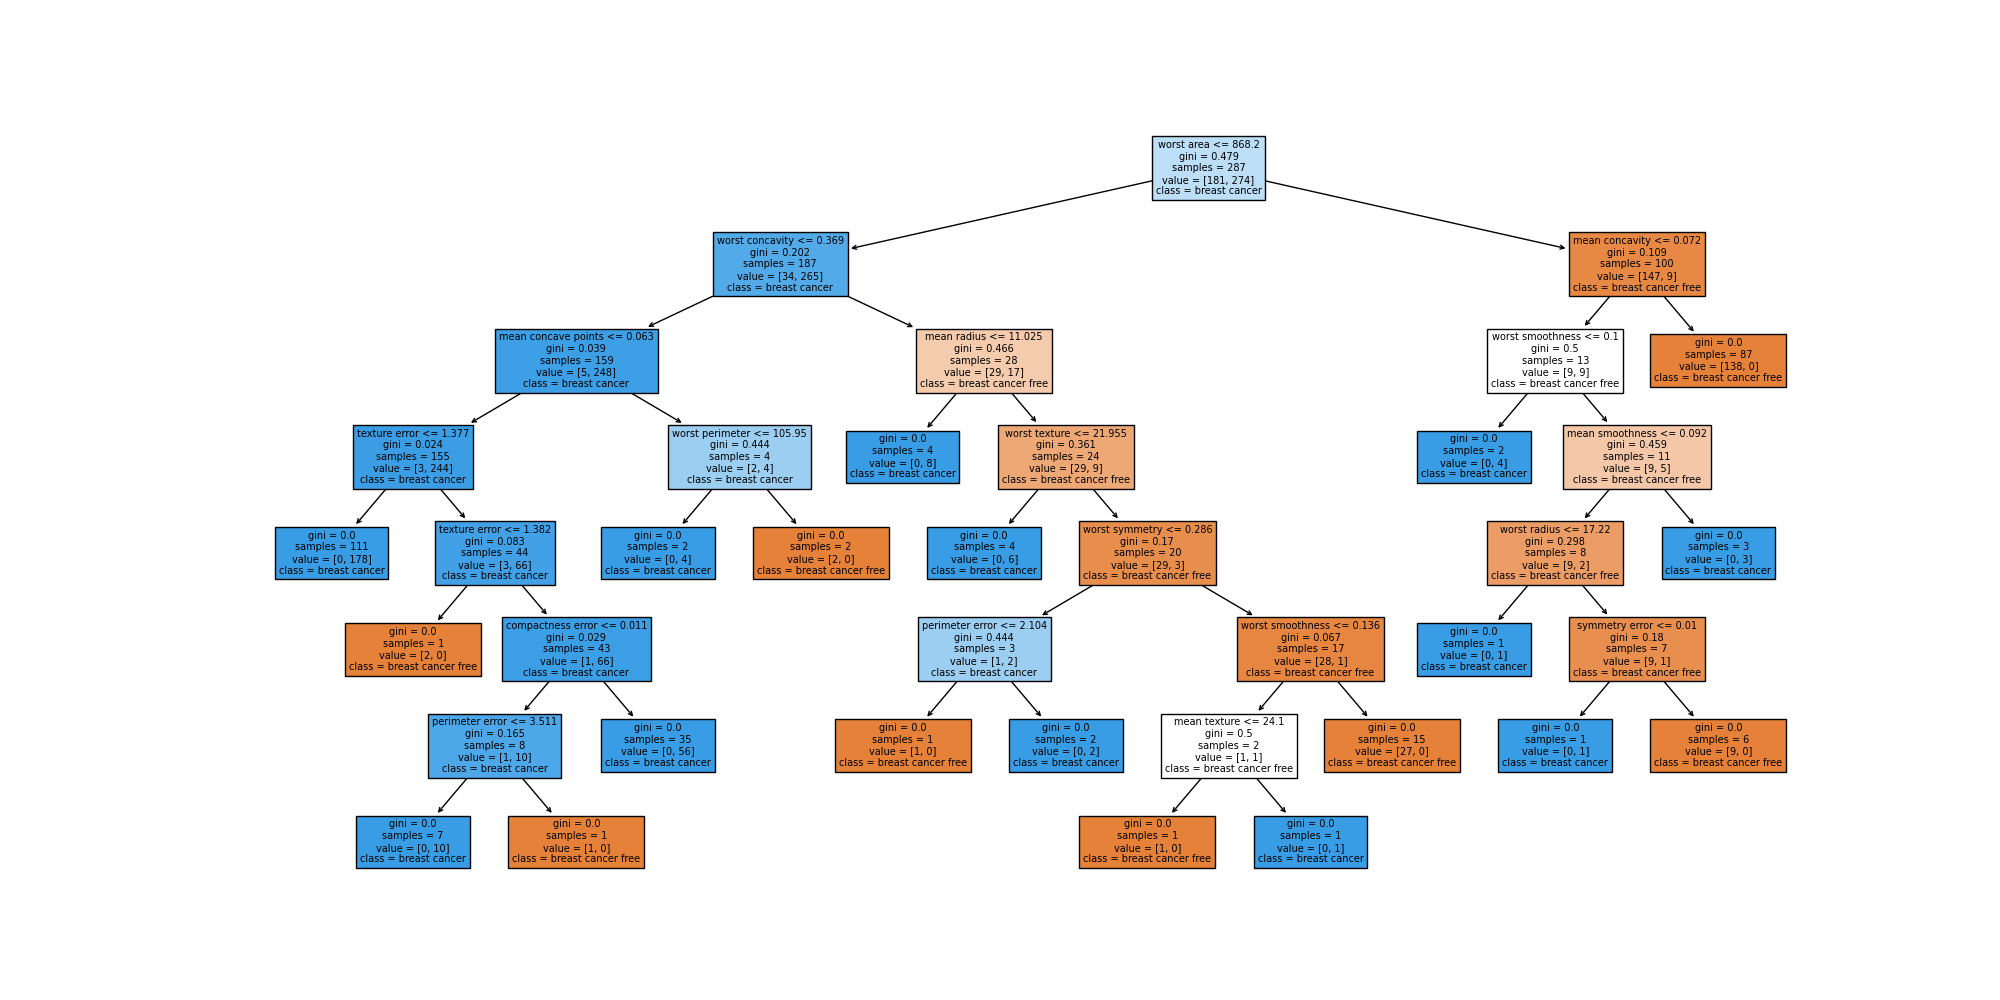 worst area <= 868.2
gini = 0.479
samples = 287
value = [181, 274]
class = breast cancer
worst concavity <= 0.369
gini = 0.202
samples = 187
value = [34, 265]
class = breast cancer
mean concavity <= 0.072
gini = 0.109
samples = 100
value = [147, 9]
class = breast cancer free
mean concave points <= 0.063
gini = 0.039
samples = 159
value = [5, 248]
class = breast cancer
mean radius <= 11.025
gini = 0.466
samples = 28
value = [29, 17]
class = breast cancer free
worst smoothness <= 0.1
gini = 0.5
samples = 13
value = [9, 9]
class = breast cancer free
gini = 0.0
samples = 87
value = [138, 0]
class = breast cancer free
texture error <= 1.377
gini = 0.024
samples = 155
value = [3, 244]
class = breast cancer
worst perimeter <= 105.95
gini = 0.444
samples = 4
value = [2, 4]
class = breast cancer
gini = 0.0
samples = 4
value = [0, 8]
class = breast cancer
worst texture <= 21.955
gini = 0.361
samples = 24
value = [29, 9]
class = breast cancer free
gini = 0.0
samples = 2
value = [0, 4]
class = breast cancer
mean smoothness <= 0.092
gini = 0.459
samples = 11
value = [9, 5]
class = breast cancer free
gini = 0.0
samples = 111
value = [0, 178]
class = breast cancer
texture error <= 1.382
gini = 0.083
samples = 44
value = [3, 66]
class = breast cancer
gini = 0.0
samples = 2
value = [0, 4]
class = breast cancer
gini = 0.0
samples = 2
value = [2, 0]
class = breast cancer free
gini = 0.0
samples = 4
value = [0, 6]
class = breast cancer
worst symmetry <= 0.286
gini = 0.17
samples = 20
value = [29, 3]
class = breast cancer free
worst radius <= 17.22
gini = 0.298
samples = 8
value = [9, 2]
class = breast cancer free
gini = 0.0
samples = 3
value = [0, 3]
class = breast cancer
gini = 0.0
samples = 1
value = [2, 0]
class = breast cancer free
compactness error <= 0.011
gini = 0.029
samples = 43
value = [1, 66]
class = breast cancer
perimeter error <= 2.104
gini = 0.444
samples = 3
value = [1, 2]
class = breast cancer
worst smoothness <= 0.136
gini = 0.067
samples = 17
value = [28, 1]
class = breast cancer free
gini = 0.0
samples = 1
value = [0, 1]
class = breast cancer
symmetry error <= 0.01
gini = 0.18
samples = 7
value = [9, 1]
class = breast cancer free
perimeter error <= 3.511
gini = 0.165
samples = 8
value = [1, 10]
class = breast cancer
gini = 0.0
samples = 35
value = [0, 56]
class = breast cancer
gini = 0.0
samples = 1
value = [1, 0]
class = breast cancer free
gini = 0.0
samples = 2
value = [0, 2]
class = breast cancer
mean texture <= 24.1
gini = 0.5
samples = 2
value = [1, 1]
class = breast cancer free
gini = 0.0
samples = 15
value = [27, 0]
class = breast cancer free
gini = 0.0
samples = 1
value = [0, 1]
class = breast cancer
gini = 0.0
samples = 6
value = [9, 0]
class = breast cancer free
gini = 0.0
samples = 7
value = [0, 10]
class = breast cancer
gini = 0.0
samples = 1
value = [1, 0]
class = breast cancer free
gini = 0.0
samples = 1
value = [1, 0]
class = breast cancer free
gini = 0.0
samples = 1
value = [0, 1]
class = breast cancer